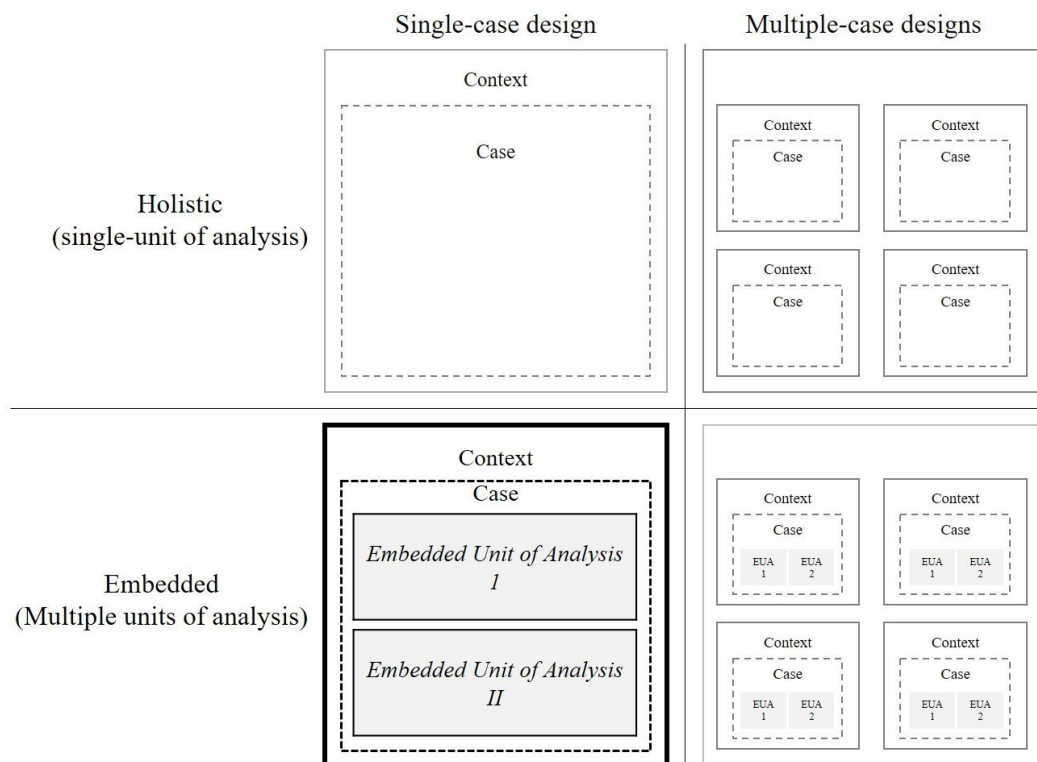 Single-case design
Multiple-case designs
Holistic
(single-unit of analysis)
Context
Case
Context
Case
Context
Case
Context
Case
Context
Case
Embedded
(Multiple units of analysis)
Context
Case
Embedded Unit of Analysis
1
Embedded Unit of Analysis
II
Context
Case
EUA
1
EUA
2
Context
Case
EUA
1
EUA
2
Context
Case
EUA
1
EUA
2
Context
Case
EUA
1
EUA
2